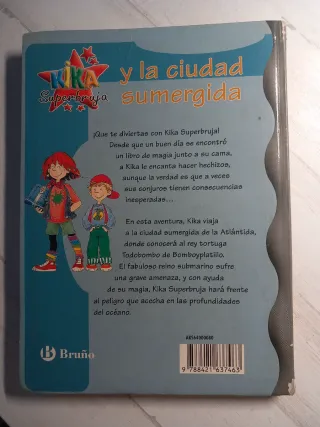 KIKA
Superbruja
y la ciudad
sumergida
¡Que te diviertas con Kika Superbruja!
Desde que un buen día se encontró
un libro de magia junto a su cama,
a Kika le encanta hacer hechizos,
aunque la verdad es que a veces
sus conjuros tienen consecuencias
inesperadas...
En esta aventura, Kika viaja
a la ciudad sumergida de la Atlántida,
donde conocerá al rey tortuga
Todobombo de Bomboyplatillo.
El fabuloso reino submarino sufre
una grave amenaza, y con ayuda
de su magia, Kika Superbruja hará frente
al peligro que acecha en las profundidades
del océano.
Bruño
9 788421 637463